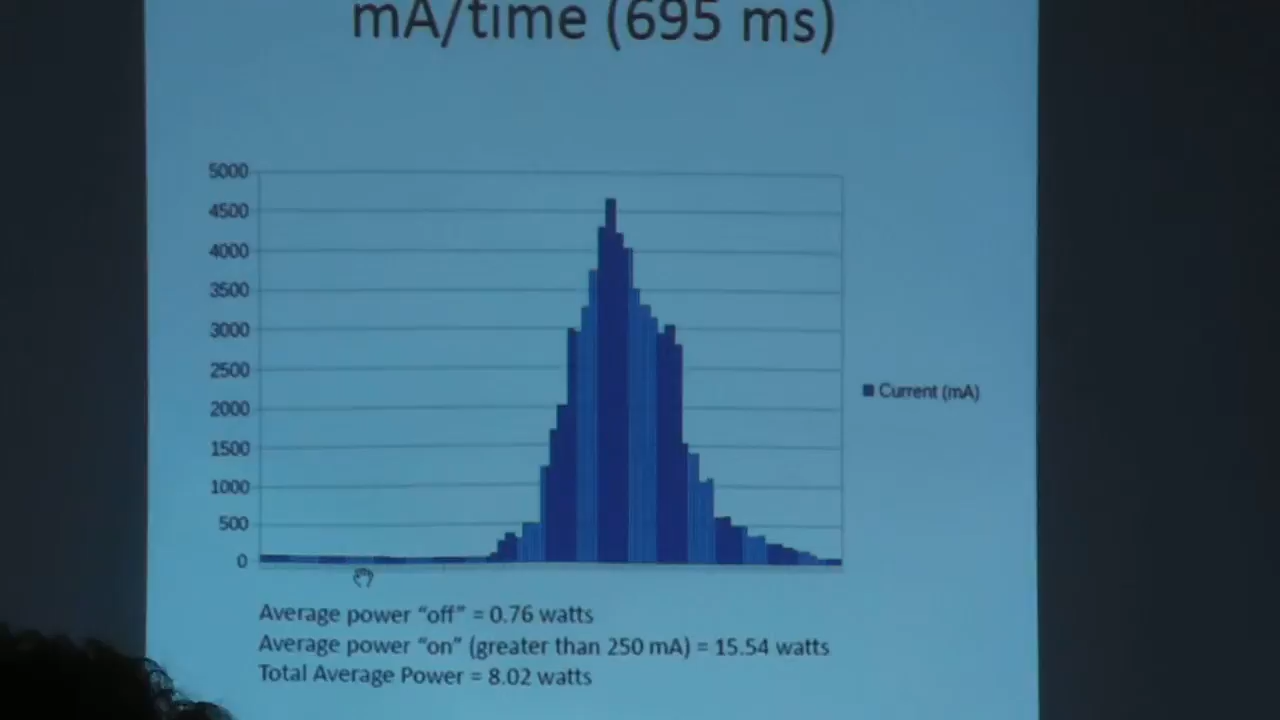 mA/time (695 ms)
5000
4500
4000
3500
3000
2500
2000
1500
1000
500
0
Current (mA)
Average power “off” = 0.76 watts
Average power “on” (greater than 250 mA) = 15.54 watts
Total Average Power = 8.02 watts